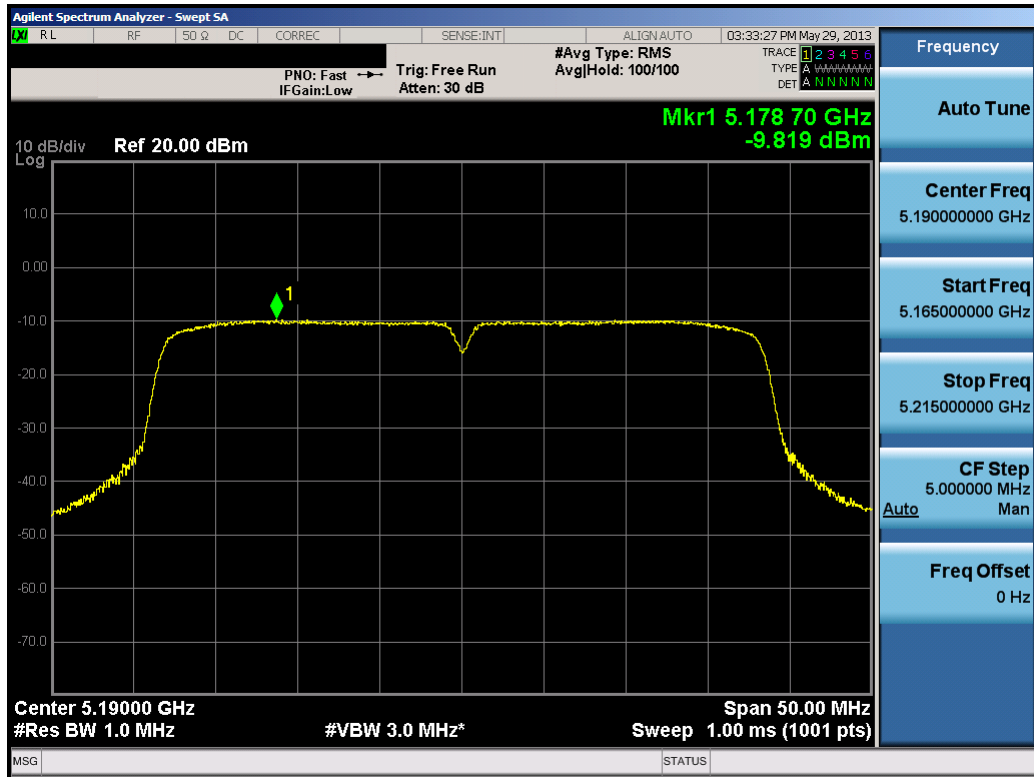 Agilent Spectrum Analyzer - Swept SA
LXI RL RF 50 Ω DC CORREC SENSE:INT ALIGN AUTO 03:33:27 PM May 29, 2013
#Avg Type: RMS TRACE 1 2 3 4 5 6
PNO: Fast Trig: Free Run Avg|Hold: 100/100 TYPE A WWWWW
IFGain:Low Atten: 30 dB DET A N N N N N
Mkr1 5.178 70 GHz
-9.819 dBm
10 dB/div Ref 20.00 dBm
Log
10.0
0.00
1
-10.0
-20.0
-30.0
-40.0
-50.0
-60.0
-70.0
Center 5.19000 GHz Span 50.00 MHz
#Res BW 1.0 MHz #VBW 3.0 MHz* Sweep 1.00 ms (1001 pts)
MSG STATUS
Frequency
Auto Tune
Center Freq
5.190000000 GHz
Start Freq
5.165000000 GHz
Stop Freq
5.215000000 GHz
CF Step
5.000000 MHz
Auto Man
Freq Offset
0 Hz